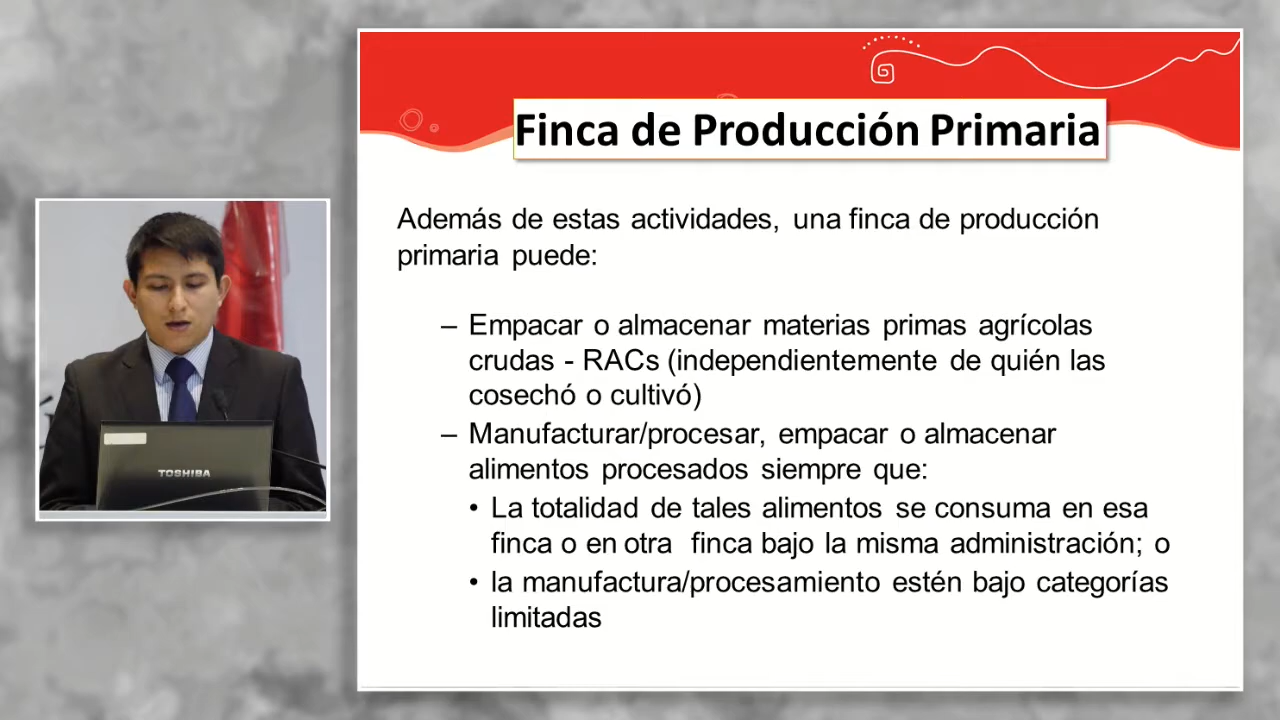 Finca de Producción Primaria
Además de estas actividades, una finca de producción
primaria puede:
– Empacar o almacenar materias primas agrícolas
crudas - RACs (independientemente de quién las
cosechó o cultivó)
– Manufacturar/procesar, empacar o almacenar
alimentos procesados siempre que:
• La totalidad de tales alimentos se consuma en esa
finca o en otra finca bajo la misma administración; o
• la manufactura/procesamiento estén bajo categorías
limitadas
TOSHIBA